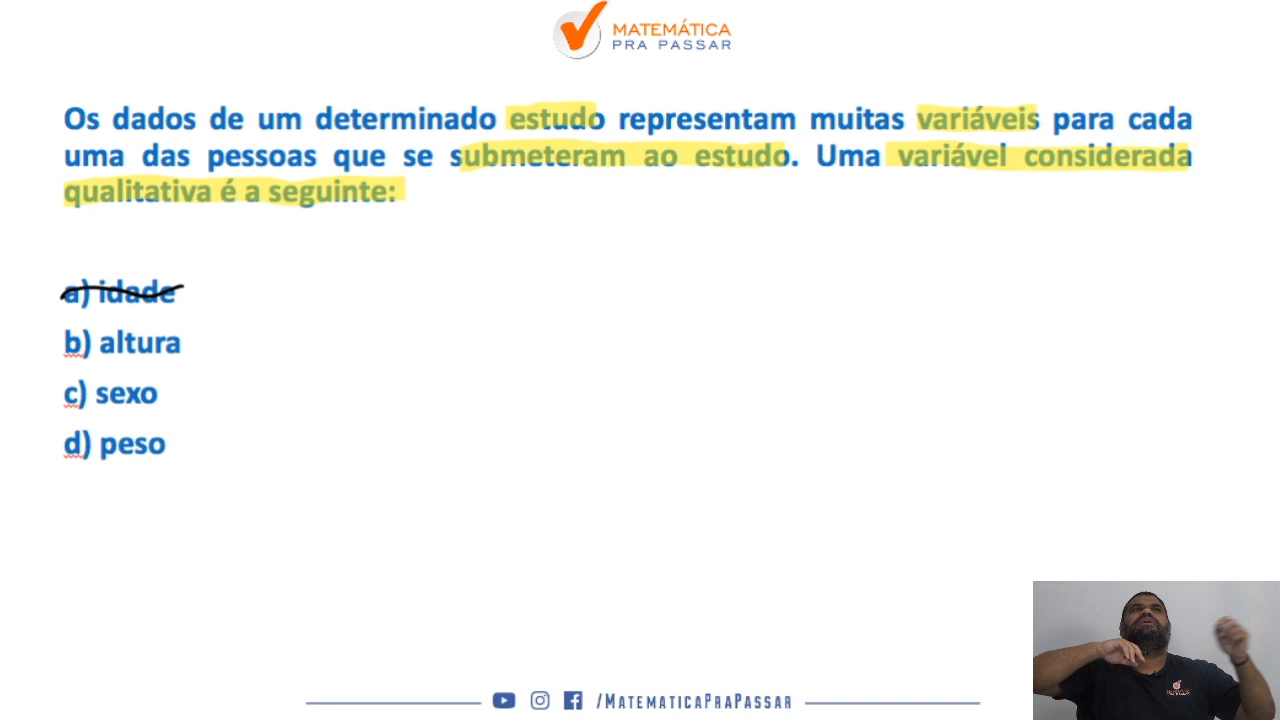 MATEMÁTICA
PRA PASSAR
Os dados de um determinado estudo representam muitas variáveis para cada
uma das pessoas que se submeteram ao estudo. Uma variável considerada
qualitativa é a seguinte:
a) idade
b) altura
c) sexo
d) peso
/MATEMATICAPRAPASSAR